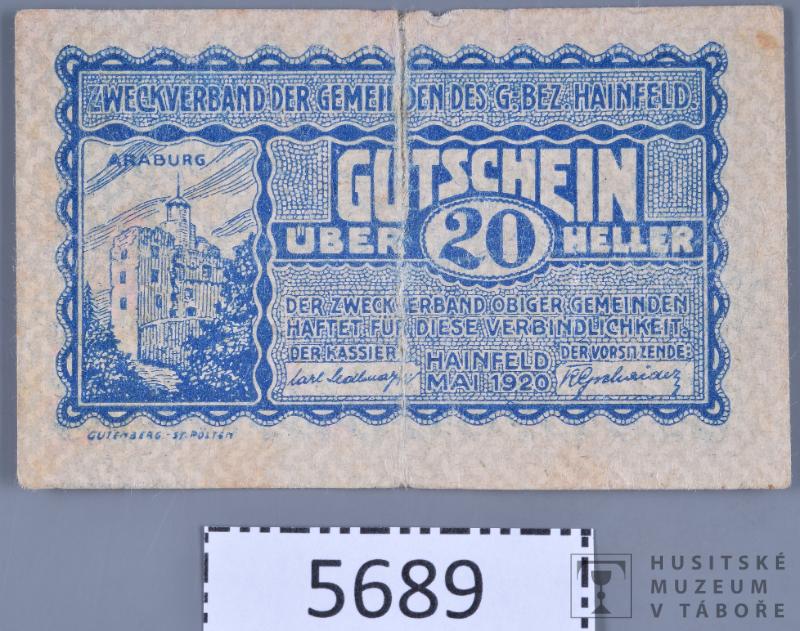 ZWECKVERBAND DER GEMEINDEN DES G. BEZ. HAINFELD.
ARABURG
GUTSCHEIN
ÜBER 20 HELLER
DER ZWECKVERBAND OBIGER GEMEINDEN
HAFTET FÜR DIESE VERBINDLICHKEIT.
DER KASSIER
HAINFELD
MAI 1920
DER VORSITZENDE:
GUTENBERG - ST. PÖLTEN
5689
HUSITSKÉ
MUZEUM
V TÁBOŘE